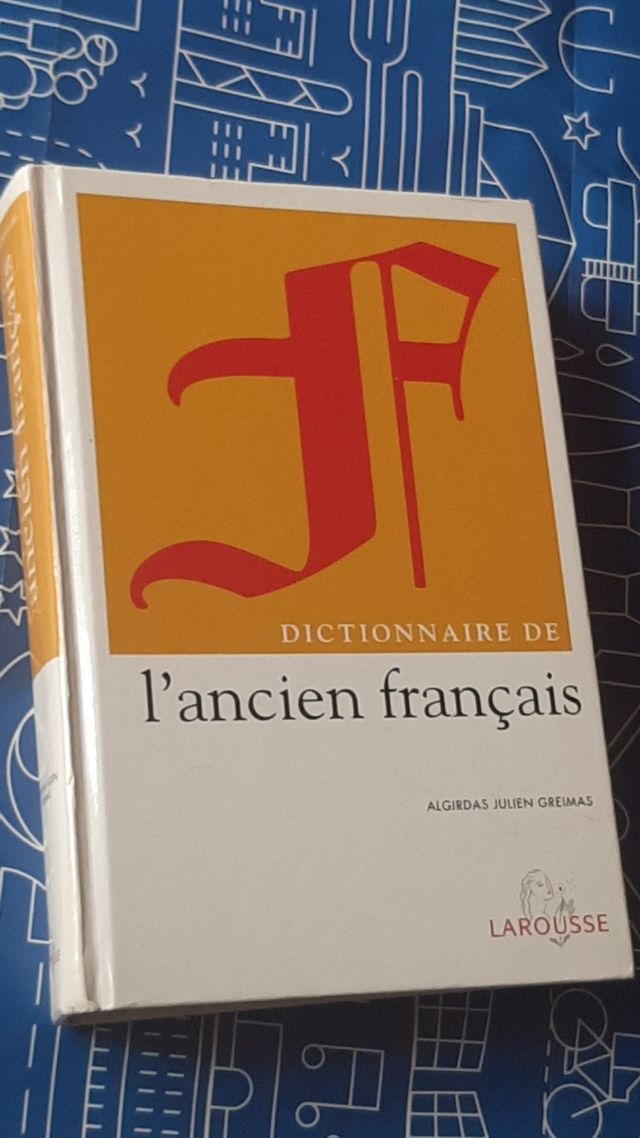 F
DICTIONNAIRE DE
l'ancien français
ALGIRDAS JULIEN GREIMAS
LAROUSSE